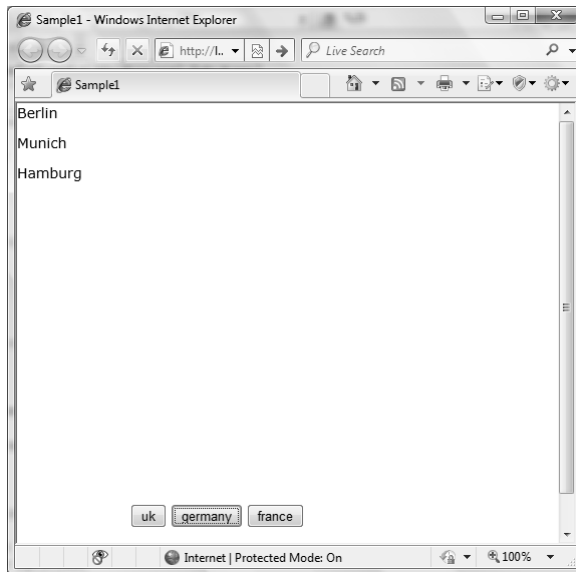 Sample1 - Windows Internet Explorer
http://l..
Live Search
Sample1
Berlin
Munich
Hamburg
uk germany france
Internet | Protected Mode: On
100%